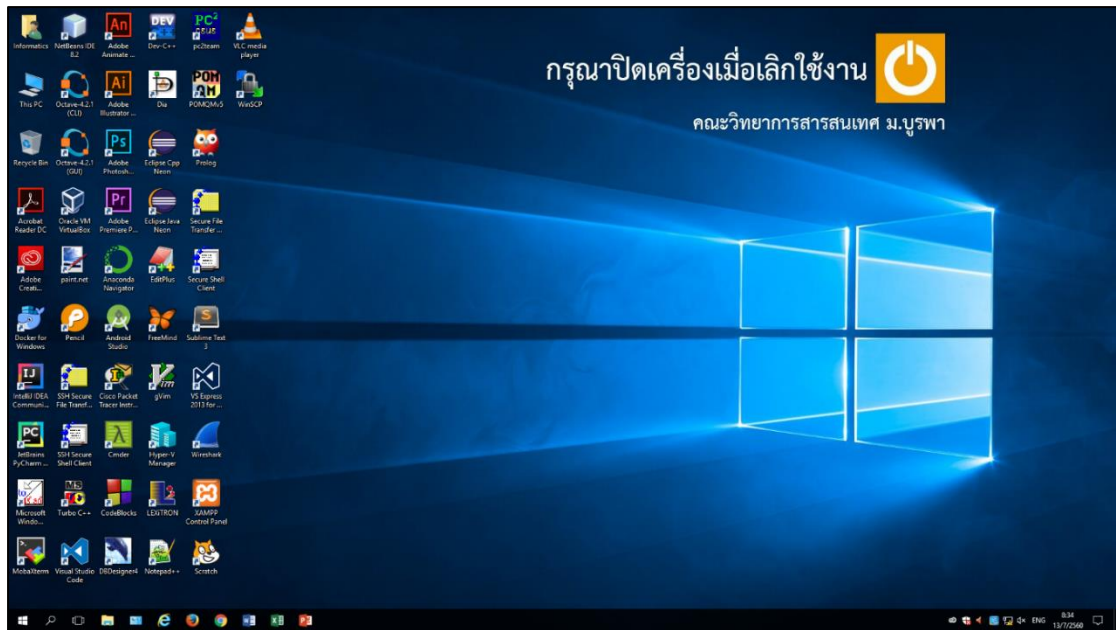 กรุณาปิดเครื่องเมื่อเลิกใช้งาน
คณะวิทยาการสารสนเทศ ม.บูรพา
Informatics
NetBeans IDE
8.2
Adobe
Animate ...
Dev-C++
pc2team
VLC media
player
This PC
Octave-4.2.1
(CLI)
Adobe
Illustrator ...
Dia
POMQMv5
WinSCP
Recycle Bin
Octave-4.2.1
(GUI)
Adobe
Photosh...
Eclipse Cpp
Neon
Prolog
Acrobat
Reader DC
Oracle VM
VirtualBox
Adobe
Premiere P...
Eclipse Java
Neon
Secure File
Transfer ...
Adobe
Creati...
paint.net
Anaconda
Navigator
EditPlus
Secure Shell
Client
Docker for
Windows
Pencil
Android
Studio
FreeMind
Sublime Text
3
IntelliJ IDEA
Communi...
SSH Secure
File Transf...
Cisco Packet
Tracer Instr...
gVim
VS Express
2013 for ...
JetBrains
PyCharm ...
SSH Secure
Shell Client
Cmder
Hyper-V
Manager
Wireshark
Microsoft
Windo...
Turbo C++
CodeBlocks
LEXiTRON
XAMPP
Control Panel
MobaXterm
Visual Studio
Code
DBDesigner4
Notepad++
Scratch
ENG
8:34
13/7/2560